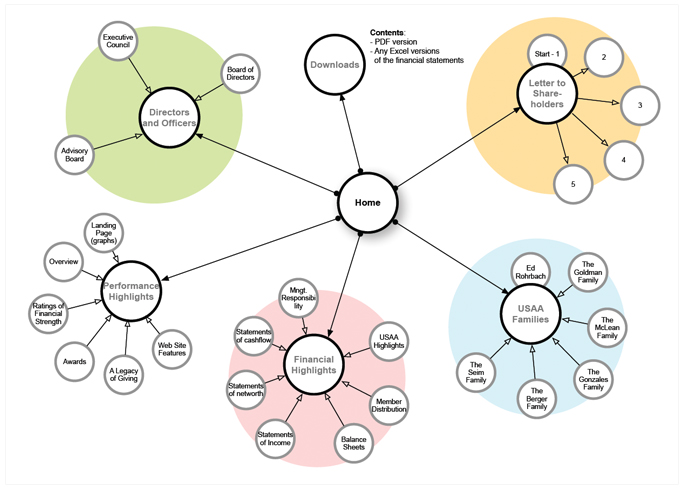 Contents:
- PDF version
- Any Excel versions
of the financial statements
Downloads
Executive
Council
Board of
Directors
Directors
and Officers
Advisory
Board
Start - 1
2
Letter to
Share-
holders
3
4
5
Home
Landing
Page
(graphs)
Overview
Performance
Highlights
Ratings of
Financial
Strength
Awards
A Legacy
of Giving
Web Site
Features
Mngt.
Responsibi
lity
Statements
of cashflow
USAA
Highlights
Financial
Highlights
Statements
of networth
Member
Distribution
Statements
of Income
Balance
Sheets
Ed
Rohrbach
The
Goldman
Family
USAA
Families
The
McLean
Family
The
Seim
Family
The
Gonzales
Family
The
Berger
Family